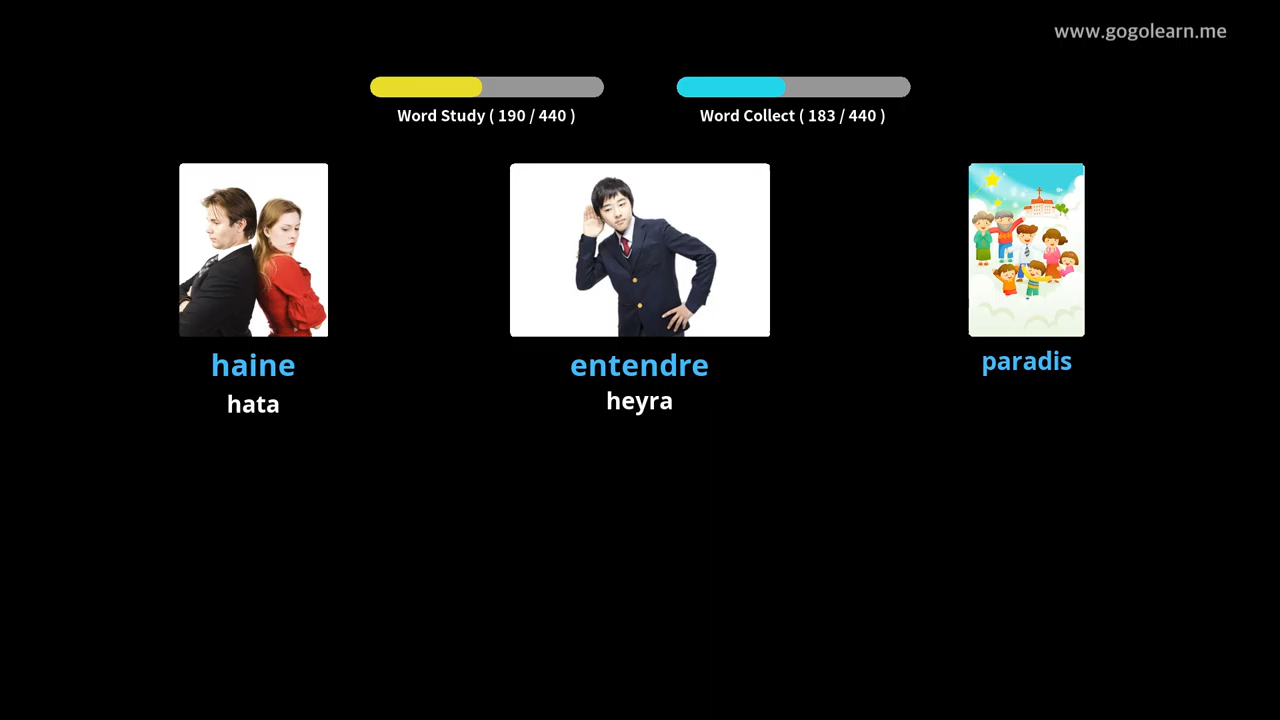 www.gogolearn.me
Word Study ( 190 / 440 )
Word Collect ( 183 / 440 )
haine
entendre
paradis
hata
heyra